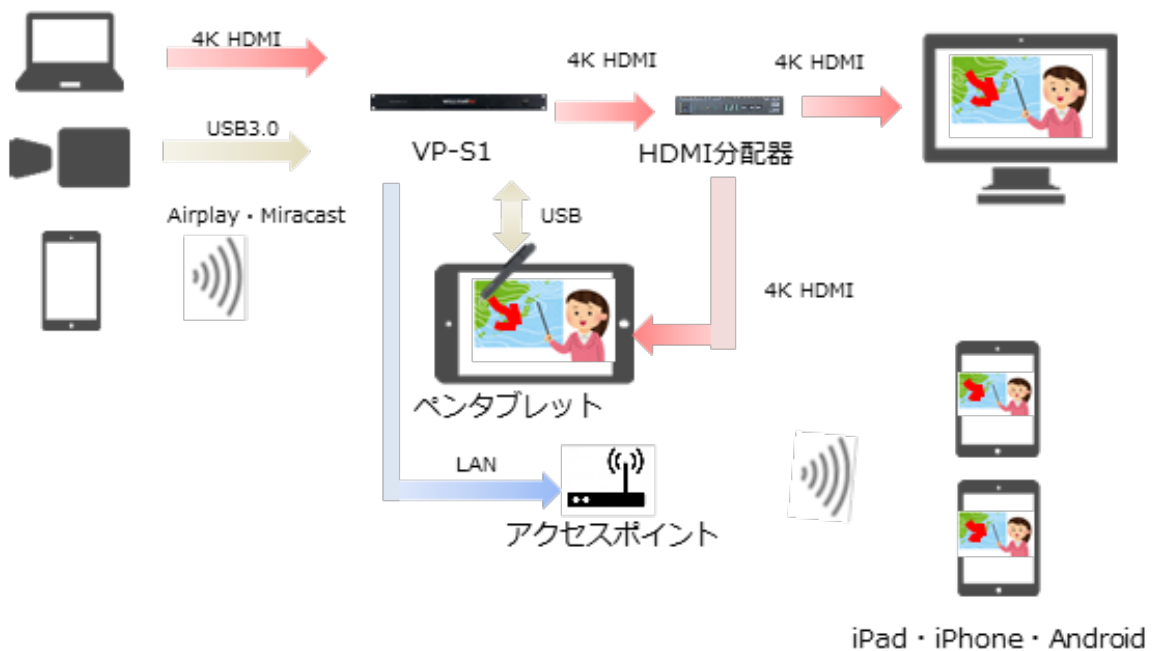 4K HDMI
4K HDMI
4K HDMI
USB3.0
VP-S1
HDMI分配器
Airplay・Miracast
USB
4K HDMI
ペンタブレット
LAN
アクセスポイント
iPad・iPhone・Android